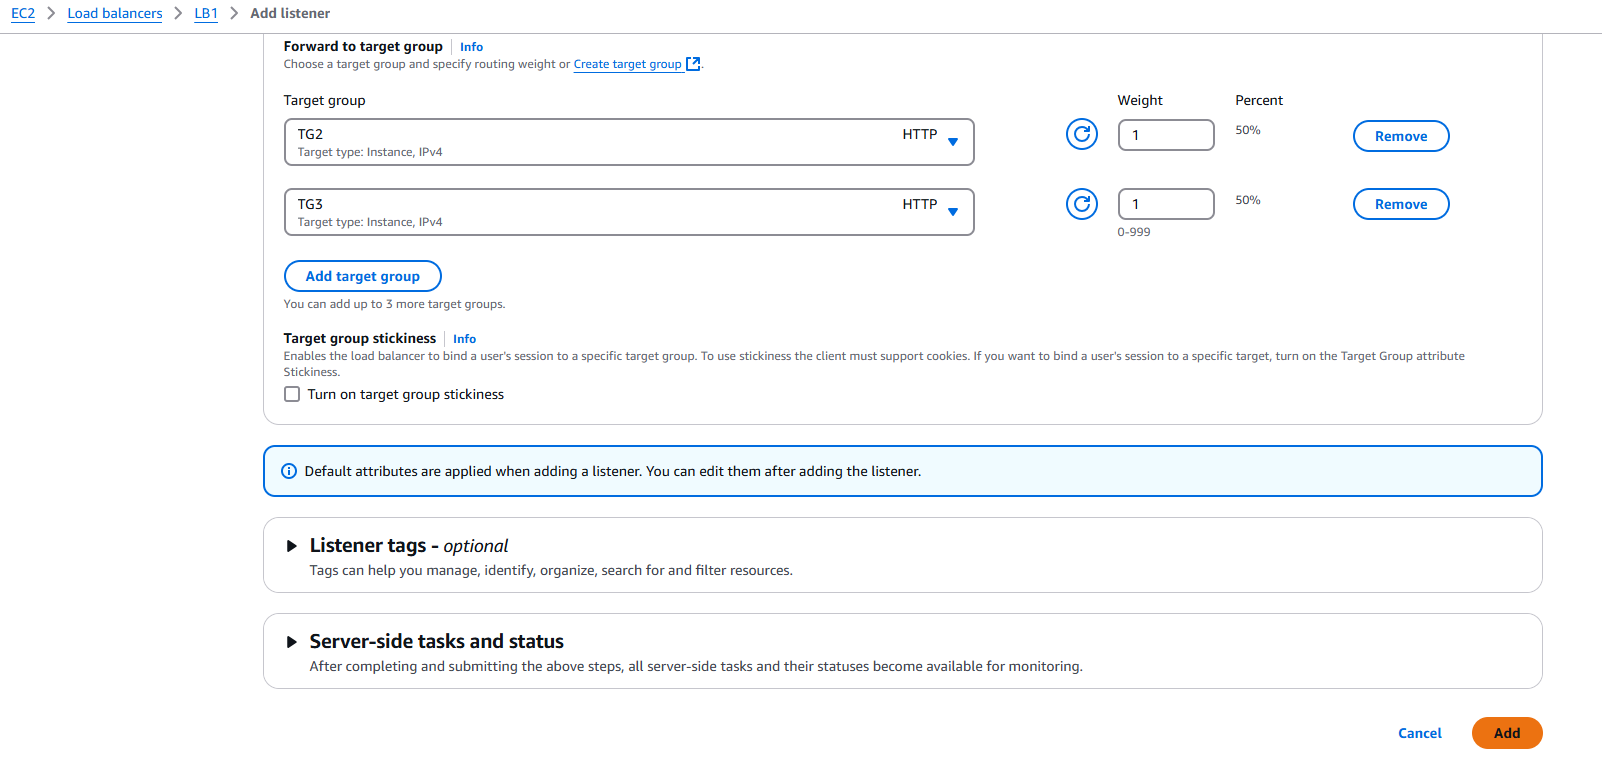 EC2 > Load balancers > LB1 > Add listener
Forward to target group | Info
Choose a target group and specify routing weight or Create target group.
Target group Weight Percent
TG2 HTTP 1 50% Remove
Target type: Instance, IPv4
TG3 HTTP 1 50% Remove
Target type: Instance, IPv4
0-999
Add target group
You can add up to 3 more target groups.
Target group stickiness | Info
Enables the load balancer to bind a user's session to a specific target group. To use stickiness the client must support cookies. If you want to bind a user's session to a specific target, turn on the Target Group attribute
Stickiness.
Turn on target group stickiness
Default attributes are applied when adding a listener. You can edit them after adding the listener.
Listener tags - optional
Tags can help you manage, identify, organize, search for and filter resources.
Server-side tasks and status
After completing and submitting the above steps, all server-side tasks and their statuses become available for monitoring.
Cancel Add